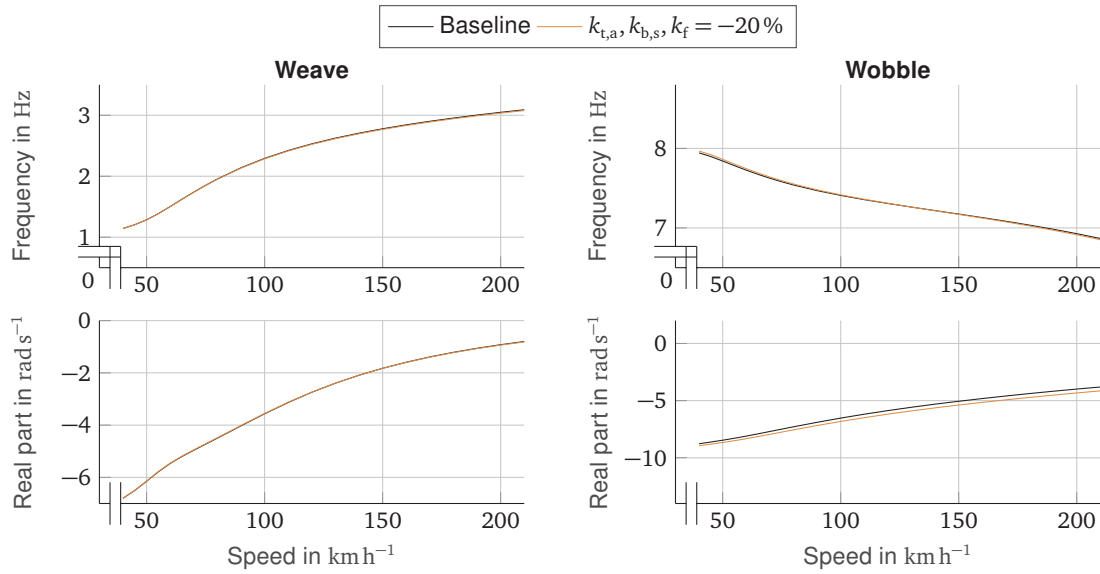 Baseline k_t,a, k_b,s, k_f = −20 %
Weave
Wobble
Frequency in Hz
3
2
1
0
50 100 150 200
Frequency in Hz
8
7
0
50 100 150 200
Real part in rad s⁻¹
0
−2
−4
−6
50 100 150 200
Speed in km h⁻¹
Real part in rad s⁻¹
0
−5
−10
50 100 150 200
Speed in km h⁻¹